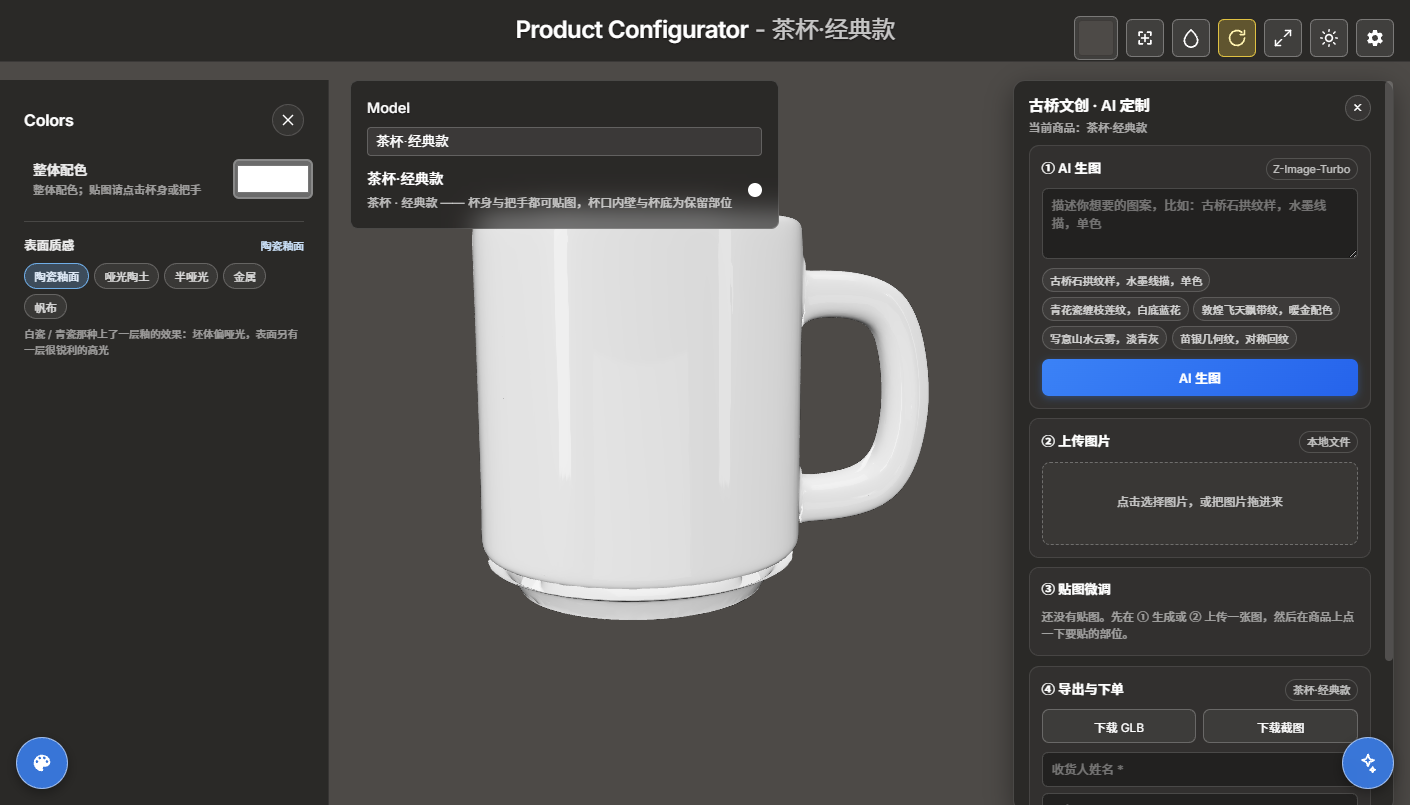 Product Configurator - 茶杯·经典款
Colors
整体配色
整体配色；贴图请点击杯身或把手
表面质感
陶瓷釉面
陶瓷釉面
哑光陶土
半哑光
金属
帆布
白瓷 / 青瓷那种上了一层釉的效果：坯体偏哑光，表面另有
一层很锐利的高光
Model
茶杯·经典款
茶杯·经典款
茶杯 · 经典款 —— 杯身与把手都可贴图，杯口内壁与杯底为保留部位
古桥文创 · AI 定制
当前商品：茶杯·经典款
① AI 生图
Z-Image-Turbo
描述你想要的图案，比如：古桥石拱纹样，水墨线
描，单色
古桥石拱纹样，水墨线描，单色
青花瓷缠枝莲纹，白底蓝花
敦煌飞天飘带纹，暖金配色
写意山水云雾，淡青灰
苗银几何纹，对称回纹
AI 生图
② 上传图片
本地文件
点击选择图片，或把图片拖进来
③ 贴图微调
还没有贴图。先在 ① 生成或 ② 上传一张图，然后在商品上点
一下要贴的部位。
④ 导出与下单
茶杯·经典款
下载 GLB
下载截图
收货人姓名 *